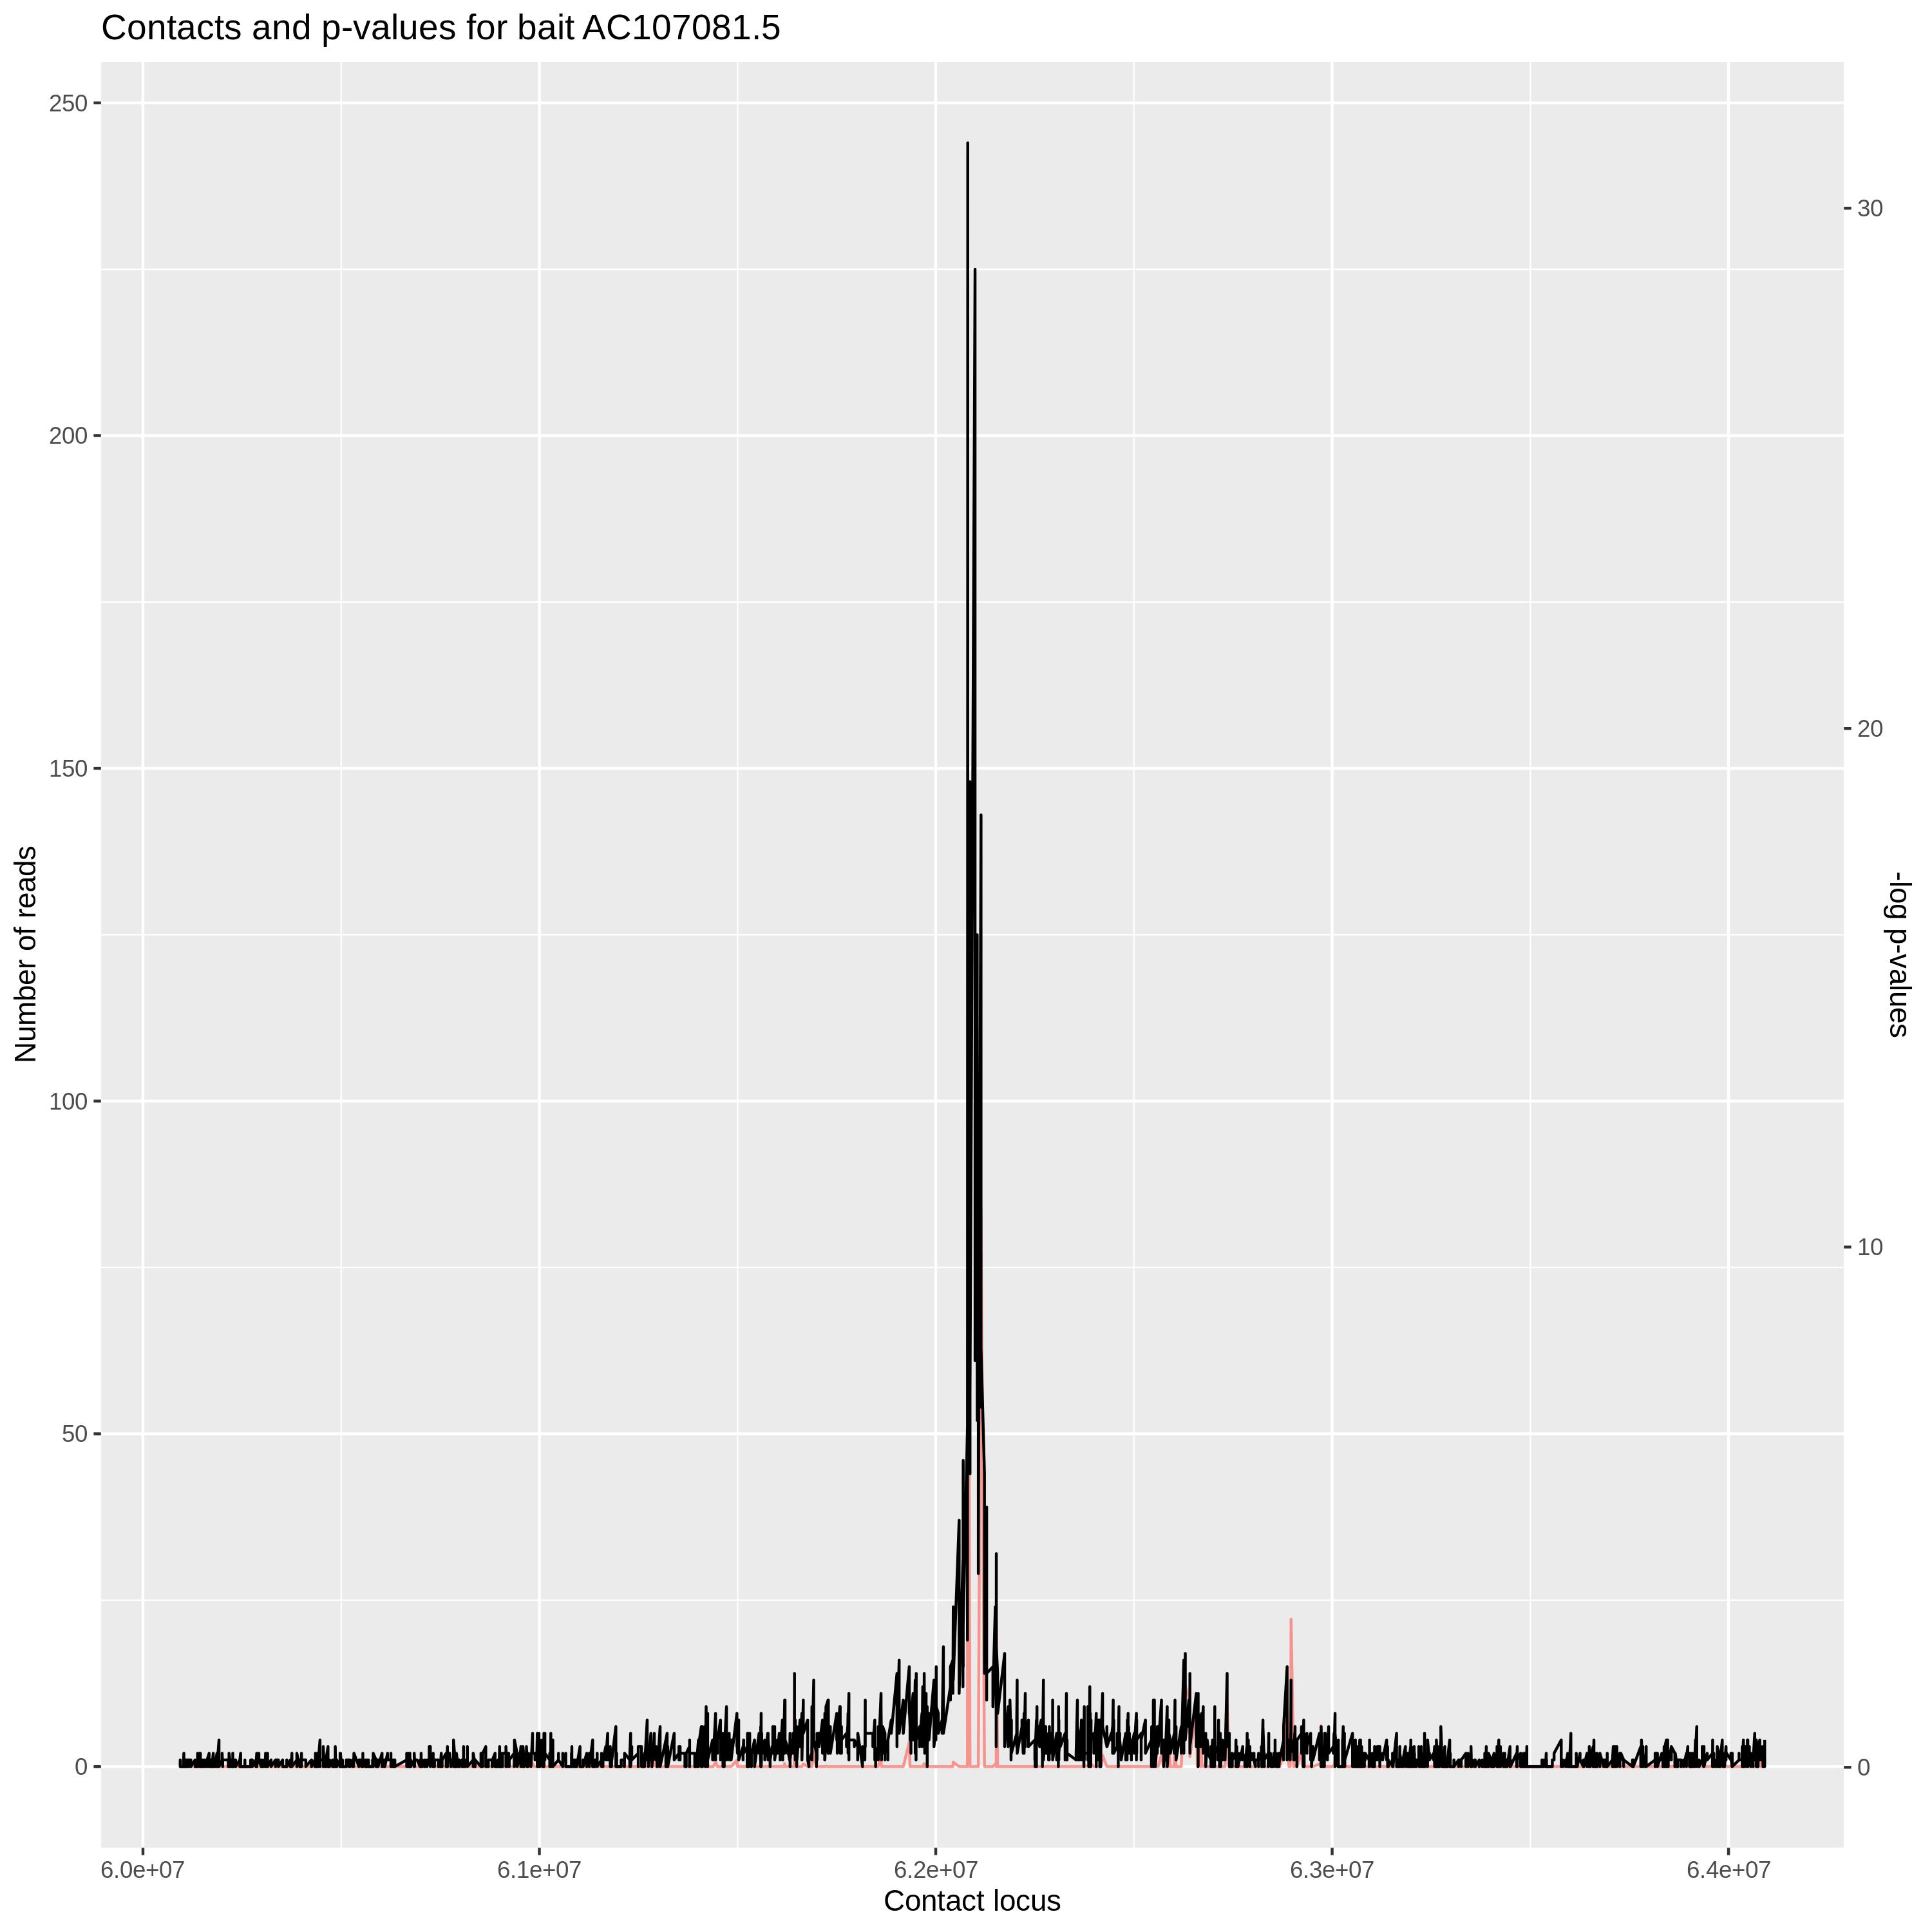 Contacts and p-values for bait AC107081.5
250
200
150
100
50
0
Number of reads
30
20
10
0
-log p-values
6.0e+07
6.1e+07
6.2e+07
6.3e+07
6.4e+07
Contact locus